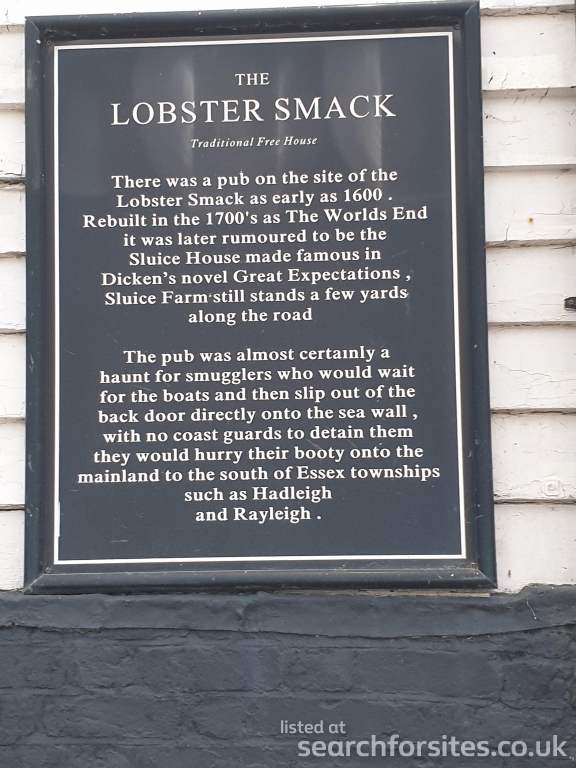 THE
LOBSTER SMACK
Traditional Free House
There was a pub on the site of the
Lobster Smack as early as 1600 .
Rebuilt in the 1700's as The Worlds End
it was later rumoured to be the
Sluice House made famous in
Dicken's novel Great Expectations ,
Sluice Farm still stands a few yards
along the road
The pub was almost certainly a
haunt for smugglers who would wait
for the boats and then slip out of the
back door directly onto the sea wall ,
with no coast guards to detain them
they would hurry their booty onto the
mainland to the south of Essex townships
such as Hadleigh
and Rayleigh .
listed at
searchforsites.co.uk